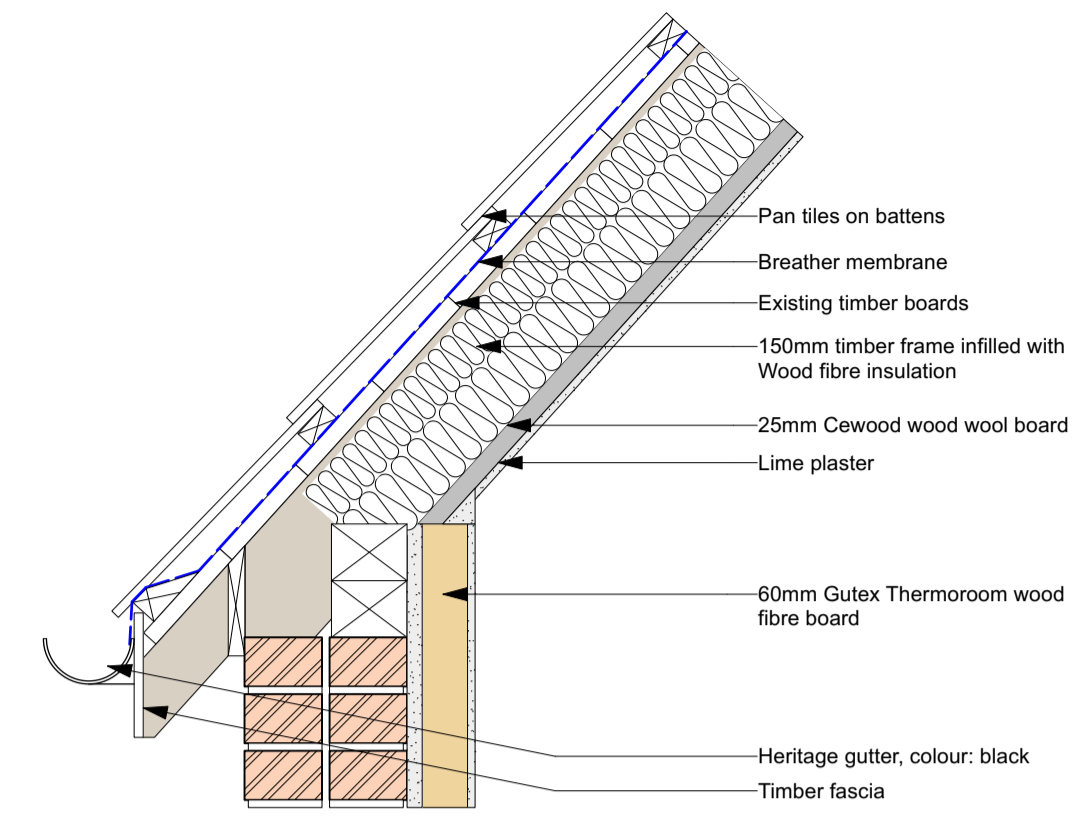 Pan tiles on battens
Breather membrane
Existing timber boards
150mm timber frame infilled with
Wood fibre insulation
25mm Cewood wood wool board
Lime plaster
60mm Gutex Thermoroom wood
fibre board
Heritage gutter, colour: black
Timber fascia